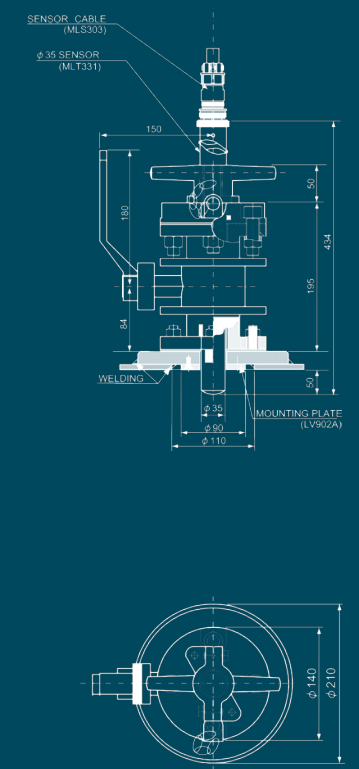 SENSOR CABLE
(MLS303)
ϕ35 SENSOR
(MLT331)
150
180
50
434
195
84
50
WELDING
ϕ35
MOUNTING PLATE
(LV902A)
ϕ90
ϕ110
ϕ140
ϕ210